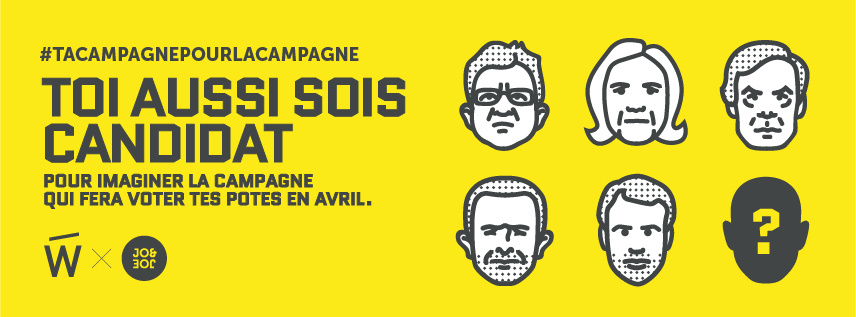 #TACAMPAGNEPOURLACAMPAGNE
TOI AUSSI SOIS
CANDIDAT
POUR IMAGINER LA CAMPAGNE
QUI FERA VOTER TES POTES EN AVRIL.
W
JO&
JOE
?